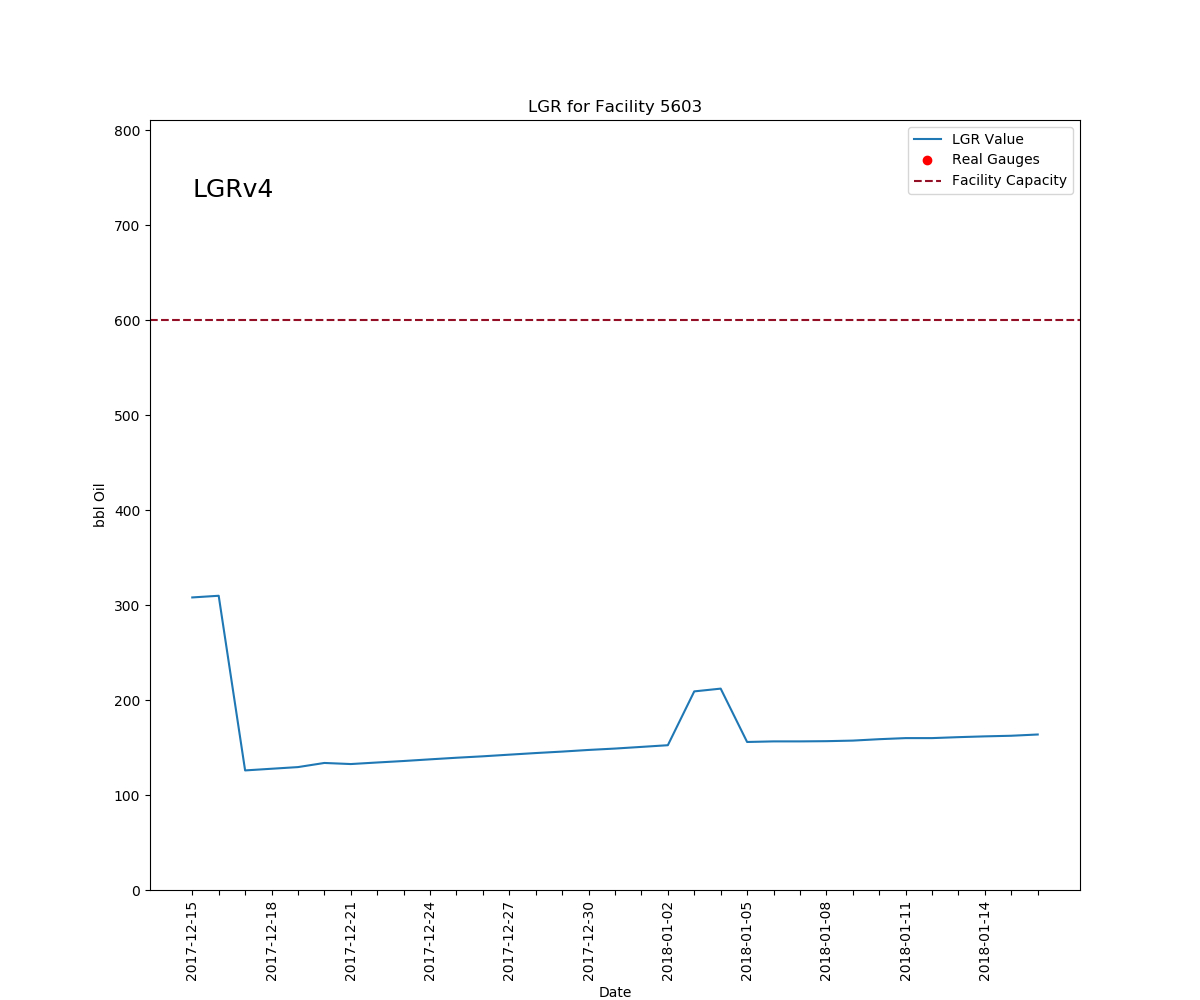 LGR for Facility 5603
LGRv4
LGR Value
Real Gauges
Facility Capacity
800
700
600
500
400
300
200
100
0
bbl Oil
2017-12-15
2017-12-18
2017-12-21
2017-12-24
2017-12-27
2017-12-30
2018-01-02
2018-01-05
2018-01-08
2018-01-11
2018-01-14
Date